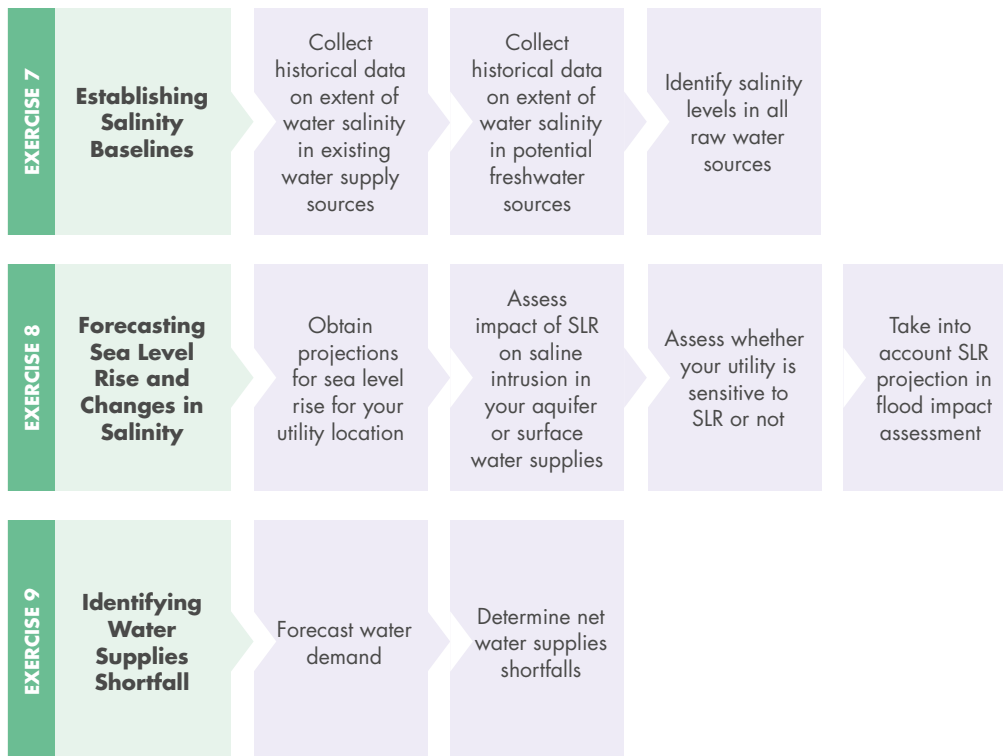 EXERCISE 7
Establishing
Salinity
Baselines
Collect
historical data
on extent of
water salinity
in existing
water supply
sources
Collect
historical data
on extent of
water salinity
in potential
freshwater
sources
Identify salinity
levels in all
raw water
sources
EXERCISE 8
Forecasting
Sea Level
Rise and
Changes in
Salinity
Obtain
projections
for sea level
rise for your
utility location
Assess
impact of SLR
on saline
intrusion in
your aquifer
or surface
water supplies
Assess whether
your utility is
sensitive to
SLR or not
Take into
account SLR
projection in
flood impact
assessment
EXERCISE 9
Identifying
Water
Supplies
Shortfall
Forecast water
demand
Determine net
water supplies
shortfalls